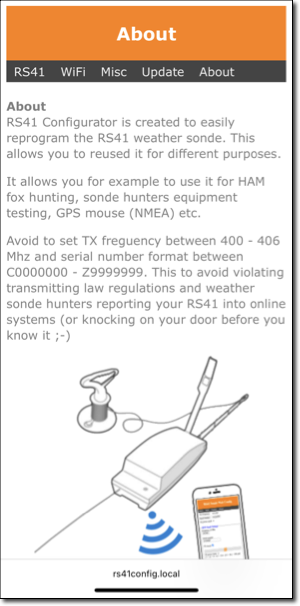 About
RS41 WiFi Misc Update About
About
RS41 Configurator is created to easily
reprogram the RS41 weather sonde. This
allows you to reused it for different purposes.
It allows you for example to use it for HAM
fox hunting, sonde hunters equipment
testing, GPS mouse (NMEA) etc.
Avoid to set TX freguency between 400 - 406
Mhz and serial number format between
C0000000 - Z9999999. This to avoid violating
transmitting law regulations and weather
sonde hunters reporting your RS41 into online
systems (or knocking on your door before you
know it ;-)
rs41config.local